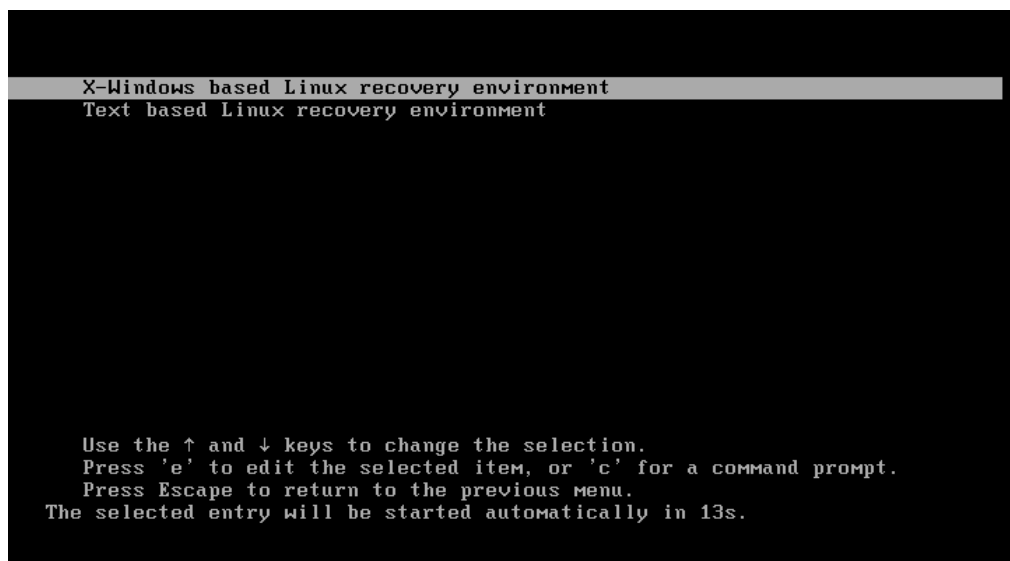 X-Windows based Linux recovery environment
Text based Linux recovery environment
Use the ↑ and ↓ keys to change the selection.
Press 'e' to edit the selected item, or 'c' for a command prompt.
Press Escape to return to the previous menu.
The selected entry will be started automatically in 13s.